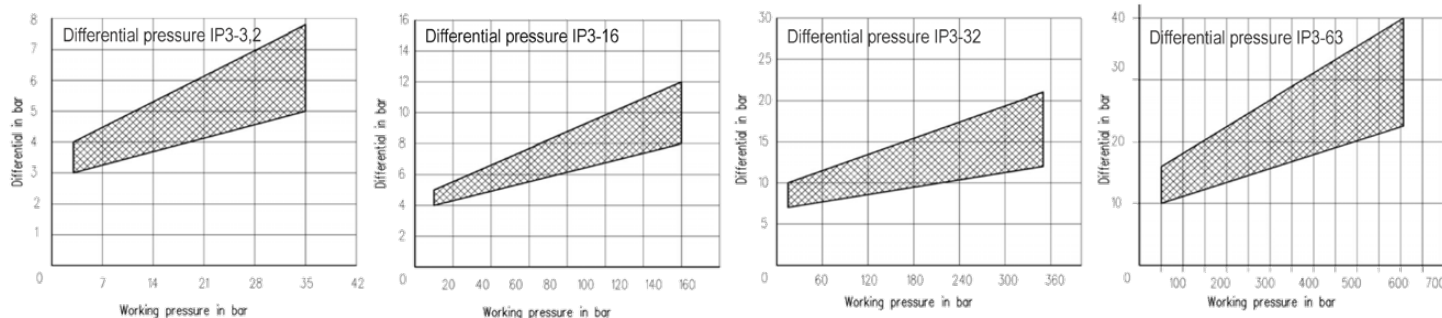 Differential pressure IP3-3,2
8
7
6
5
4
3
2
1
0
7 14 21 28 35 42
Differential in bar
Working pressure in bar
Differential pressure IP3-16
16
14
12
10
8
6
4
2
0
20 40 60 80 100 120 140 160
Differential in bar
Working pressure in bar
Differential pressure IP3-32
30
25
20
15
10
5
0
60 120 180 240 300 360
Differential in bar
Working pressure in bar
Differential pressure IP3-63
40
30
20
10
0
100 200 300 400 500 600 700
Differential in bar
Working pressure in bar